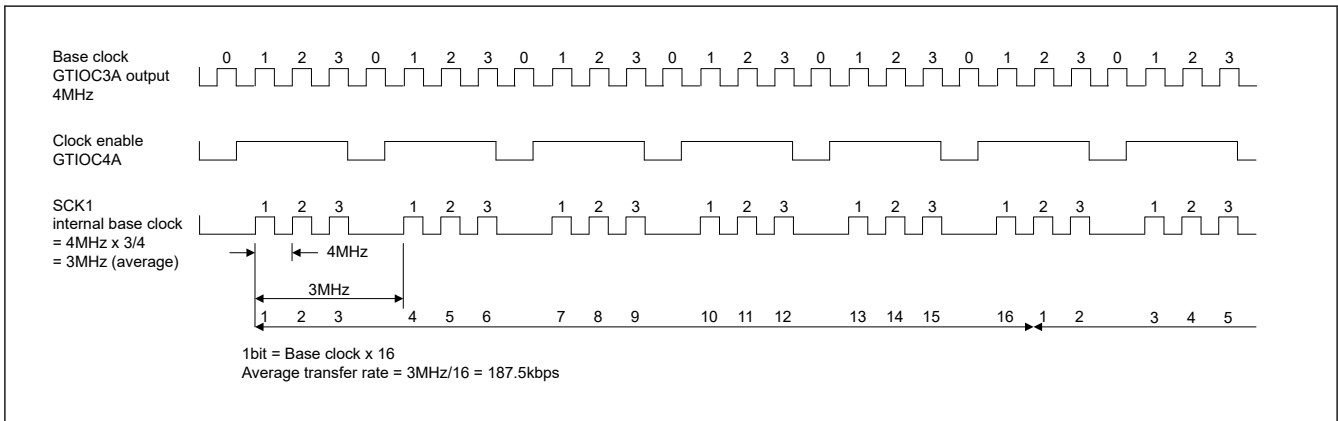 Base clock
GTIOC3A output
4MHz
0 1 2 3 0 1 2 3 0 1 2 3 0 1 2 3 0 1 2 3 0 1 2 3 0 1 2 3
Clock enable
GTIOC4A
SCK1
internal base clock
= 4MHz x 3/4
= 3MHz (average)
1 2 3 1 2 3 1 2 3 1 2 3 1 2 3 1 2 3 1 2 3
4MHz
3MHz
1 2 3 4 5 6 7 8 9 10 11 12 13 14 15 16 1 2 3 4 5
1bit = Base clock x 16
Average transfer rate = 3MHz/16 = 187.5kbps